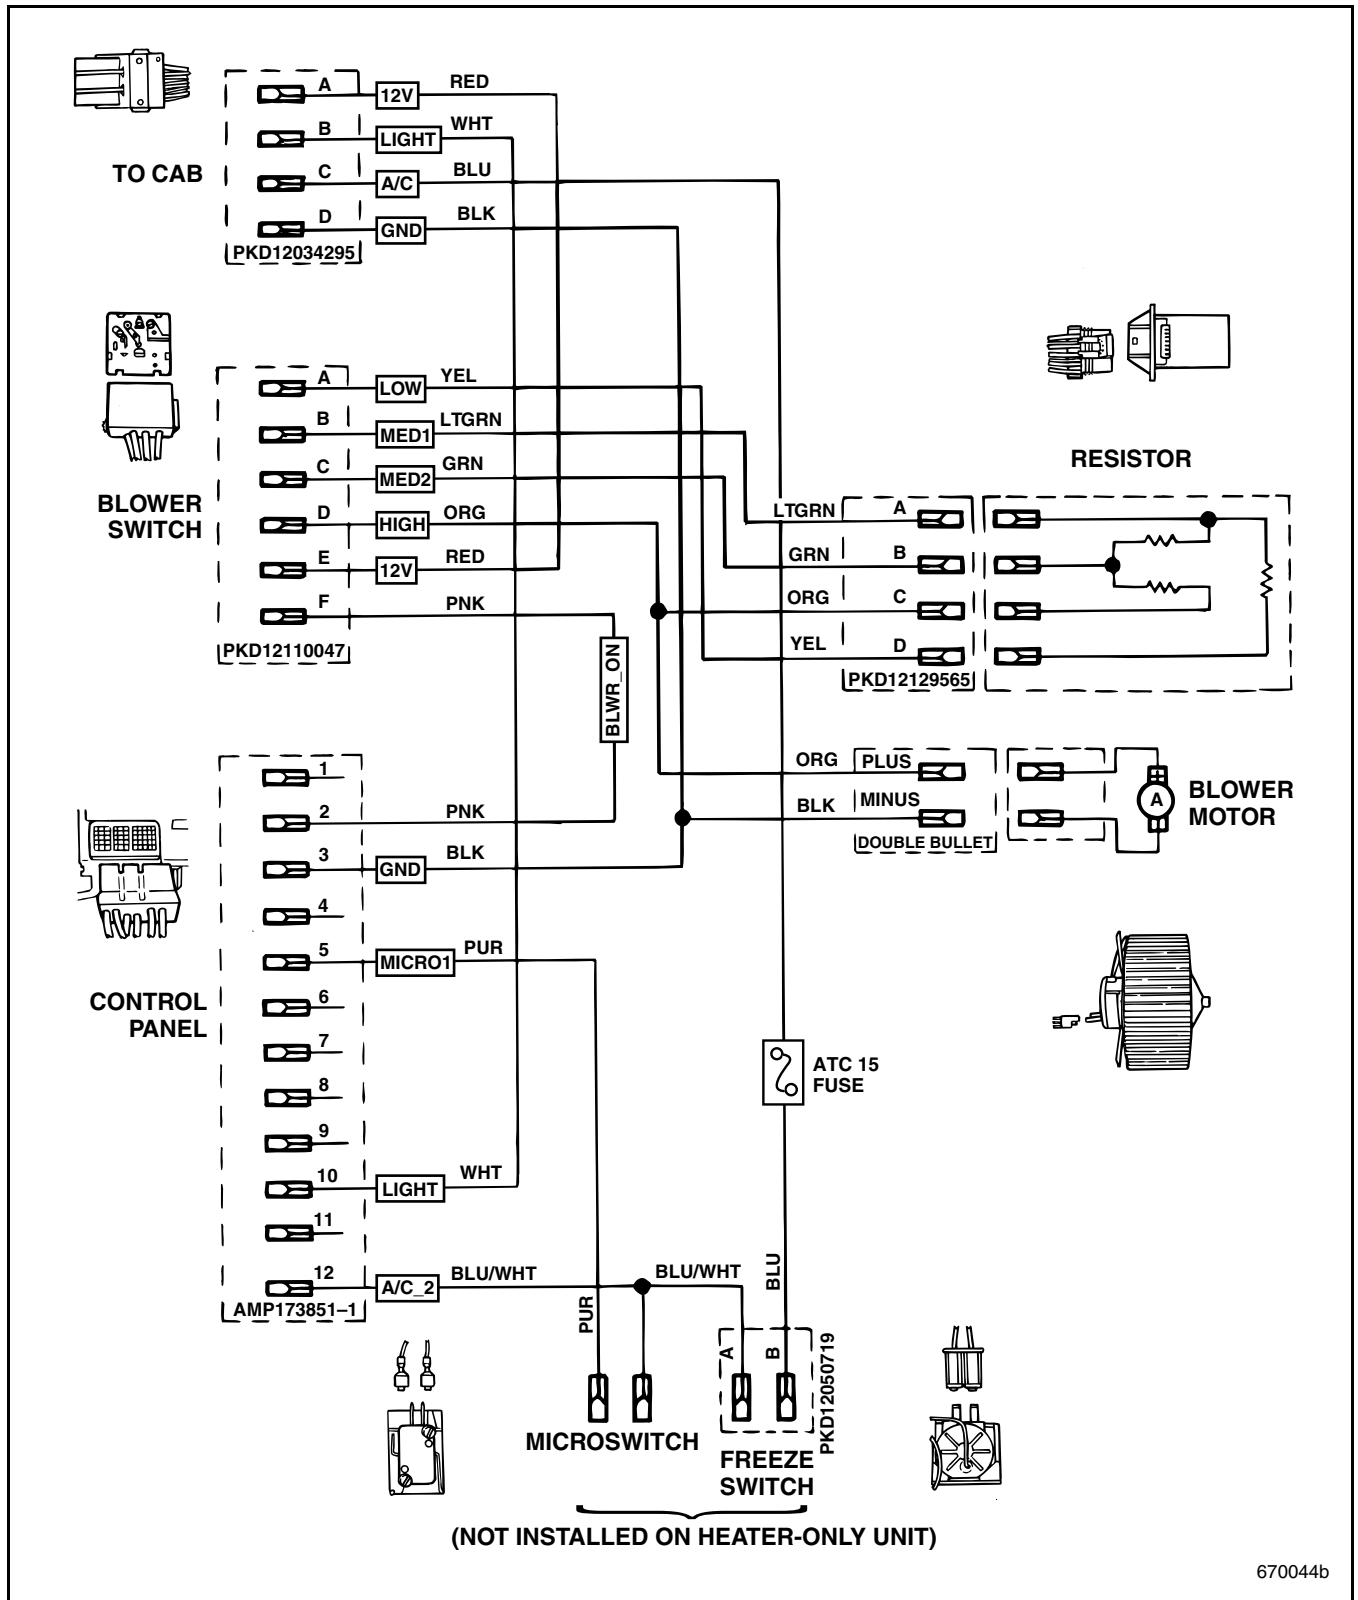 A 12V RED
B LIGHT WHT
TO CAB
C A/C BLU
D GND BLK
PKD12034295
A LOW YEL
B MED1 LTGRN
C MED2 GRN
BLOWER
SWITCH
D HIGH ORG
E 12V RED
F PNK
PKD12110047
BLWR_ON
RESISTOR
LTGRN A
GRN B
ORG C
YEL D
PKD12129565
ORG PLUS
BLK MINUS
DOUBLE BULLET
A
BLOWER
MOTOR
1
2 PNK
3 GND BLK
4
5 MICRO1 PUR
CONTROL
PANEL
6
7
8
9
10 LIGHT WHT
11
12 A/C_2 BLU/WHT
BLU/WHT
AMP173851–1
ATC 15
FUSE
BLU
PUR
A B
PKD12050719
MICROSWITCH
FREEZE
SWITCH
(NOT INSTALLED ON HEATER-ONLY UNIT)
670044b